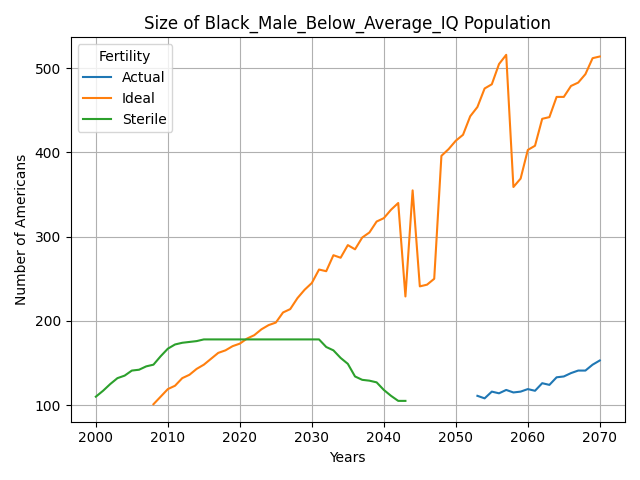 Size of Black_Male_Below_Average_IQ Population
Fertility
Actual
Ideal
Sterile
Number of Americans
500
400
300
200
100
2000 2010 2020 2030 2040 2050 2060 2070
Years